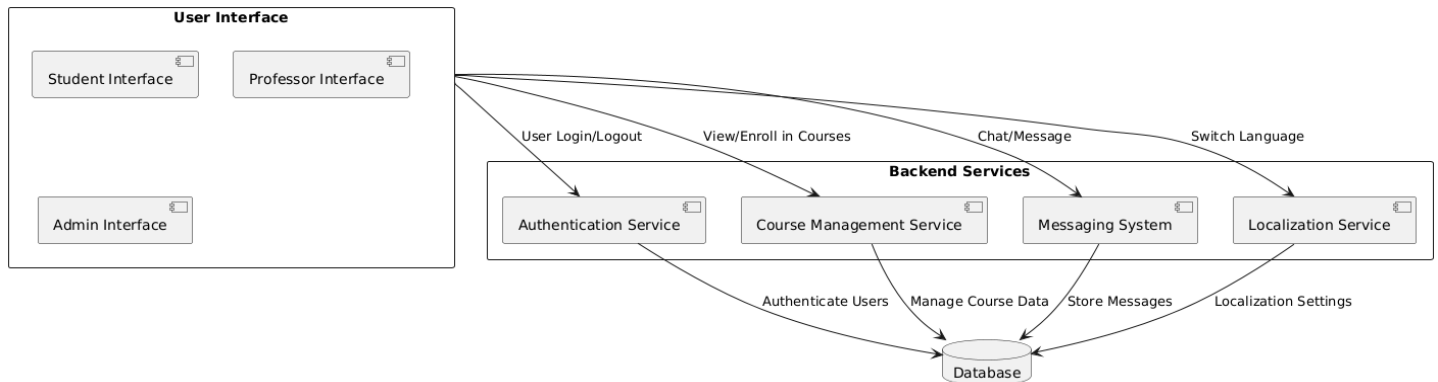 User Interface
Student Interface
Professor Interface
Admin Interface
User Login/Logout
View/Enroll in Courses
Chat/Message
Switch Language
Backend Services
Authentication Service
Course Management Service
Messaging System
Localization Service
Authenticate Users
Manage Course Data
Store Messages
Localization Settings
Database